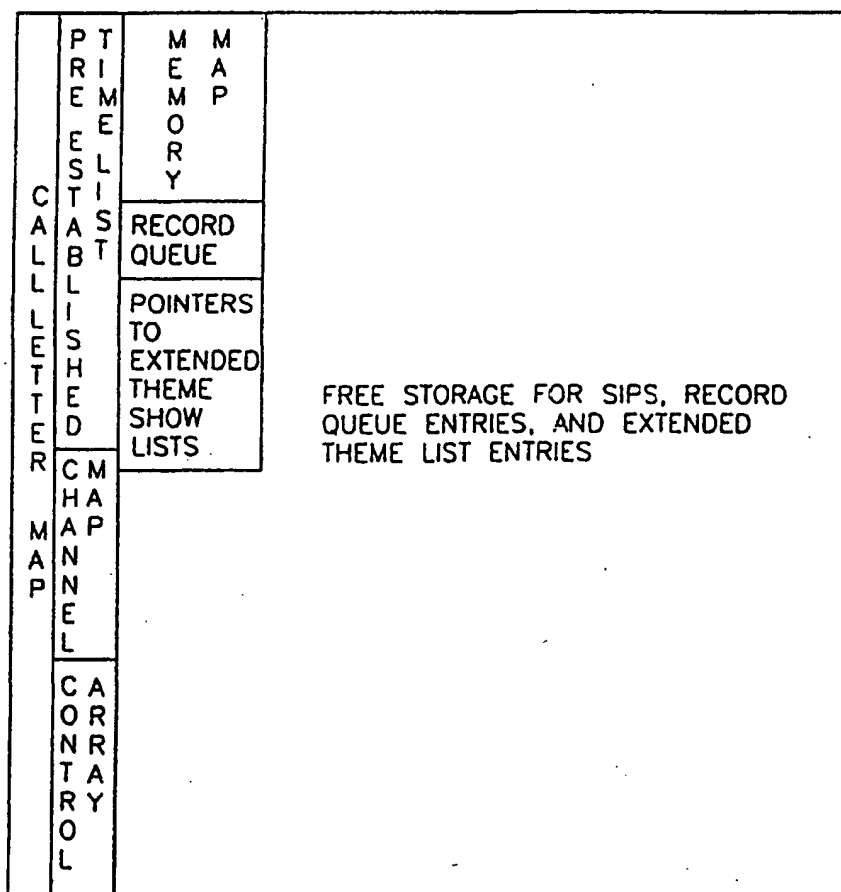 CALL LETTER MAP
PRE ESTABLISHED
TIME LIST
CHANNEL
MAP
CONTROL
ARRAY
MEMORY
MAP
RECORD
QUEUE
POINTERS
TO
EXTENDED
THEME
SHOW
LISTS
FREE STORAGE FOR SIPS, RECORD
QUEUE ENTRIES, AND EXTENDED
THEME LIST ENTRIES